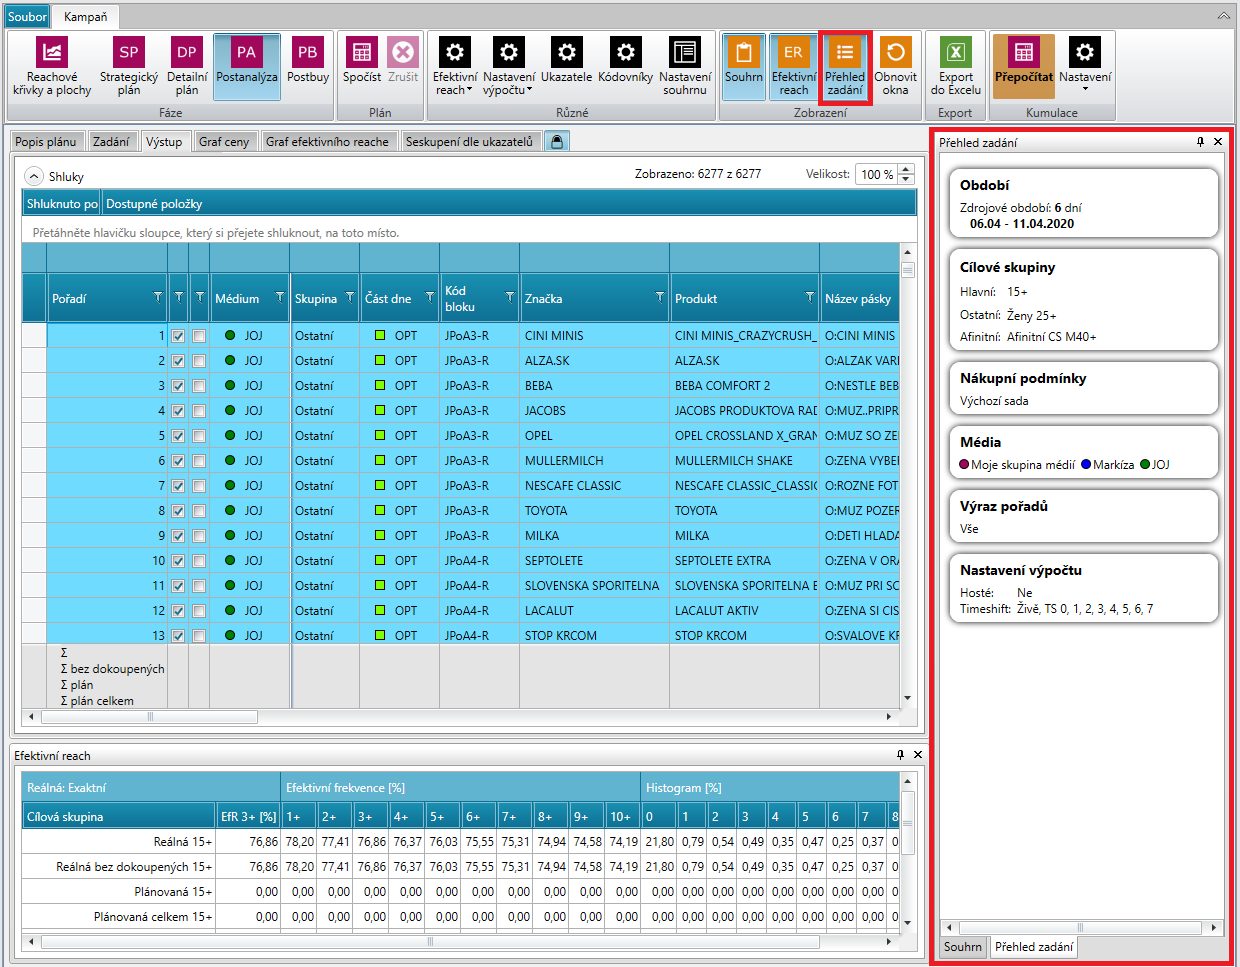 Soubor Kampaň
SP DP PA PB ER
Reachové křivky a plochy
Strategický plán
Detailní plán
Postanalýza
Postbuy
Spočíst
Zrušit
Efektivní reach
Nastavení výpočtu
Ukazatele
Kódovníky
Nastavení souhrnu
Souhrn
Efektivní reach
Přehled zadání
Obnovit okna
Export do Excelu
Přepočítat
Nastavení
Fáze Plán Různé Zobrazení Export Kumulace
Popis plánu Zadání Výstup Graf ceny Graf efektivního reache Seskupení dle ukazatelů
Shluky Zobrazeno: 6277 z 6277 Velikost: 100 %
Shluknuto po Dostupné položky
Přetáhněte hlavičku sloupce, který si přejete shluknout, na toto místo.
Pořadí Médium Skupina Část dne Kód bloku Značka Produkt Název pásky
1 JOJ Ostatní OPT JPoA3-R CINI MINIS CINI MINIS_CRAZYCRUSH_ O:CINI MINIS
2 JOJ Ostatní OPT JPoA3-R ALZA.SK ALZA.SK O:ALZAK VARI
3 JOJ Ostatní OPT JPoA3-R BEBA BEBA COMFORT 2 O:NESTLE BEB
4 JOJ Ostatní OPT JPoA3-R JACOBS JACOBS PRODUKTOVA RAD O:MUZ..PRIPR
5 JOJ Ostatní OPT JPoA3-R OPEL OPEL CROSSLAND X_GRAN O:MUZ SO ZEI
6 JOJ Ostatní OPT JPoA3-R MULLERMILCH MULLERMILCH SHAKE O:ZENA VYBEI
7 JOJ Ostatní OPT JPoA3-R NESCAFE CLASSIC NESCAFE CLASSIC_CLASSIC O:ROZNE FOT
8 JOJ Ostatní OPT JPoA3-R TOYOTA TOYOTA O:MUZ POZER
9 JOJ Ostatní OPT JPoA3-R MILKA MILKA O:DETI HLADA
10 JOJ Ostatní OPT JPoA4-R SEPTOLETE SEPTOLETE EXTRA O:ZENA V ORA
11 JOJ Ostatní OPT JPoA4-R SLOVENSKA SPORITELNA SLOVENSKA SPORITELNA E O:MUZ PRI SC
12 JOJ Ostatní OPT JPoA4-R LACALUT LACALUT AKTIV O:ZENA SI CIS
13 JOJ Ostatní OPT JPoA4-R STOP KRCOM STOP KRCOM O:SVALOVE KF
Σ
Σ bez dokoupených
Σ plán
Σ plán celkem
Efektivní reach
Reálná: Exaktní Efektivní frekvence [%] Histogram [%]
Cílová skupina EfR 3+ [%] 1+ 2+ 3+ 4+ 5+ 6+ 7+ 8+ 9+ 10+ 0 1 2 3 4 5 6 7 8
Reálná 15+ 76,86 78,20 77,41 76,86 76,37 76,03 75,55 75,31 74,94 74,58 74,19 21,80 0,79 0,54 0,49 0,35 0,47 0,25 0,37 0
Reálná bez dokoupených 15+ 76,86 78,20 77,41 76,86 76,37 76,03 75,55 75,31 74,94 74,58 74,19 21,80 0,79 0,54 0,49 0,35 0,47 0,25 0,37 0
Plánovaná 15+ 0,00 0,00 0,00 0,00 0,00 0,00 0,00 0,00 0,00 0,00 0,00 0,00 0,00 0,00 0,00 0,00 0,00 0,00 0,00 0
Plánovaná celkem 15+ 0,00 0,00 0,00 0,00 0,00 0,00 0,00 0,00 0,00 0,00 0,00 0,00 0,00 0,00 0,00 0,00 0,00 0,00 0,00 0
Přehled zadání
Období
Zdrojové období: 6 dní
06.04 - 11.04.2020
Cílové skupiny
Hlavní: 15+
Ostatní: Ženy 25+
Afinitní: Afinitní CS M40+
Nákupní podmínky
Výchozí sada
Média
Moje skupina médií Markíza JOJ
Výraz pořadů
Vše
Nastavení výpočtu
Hosté: Ne
Timeshift: Živě, TS 0, 1, 2, 3, 4, 5, 6, 7
Souhrn Přehled zadání